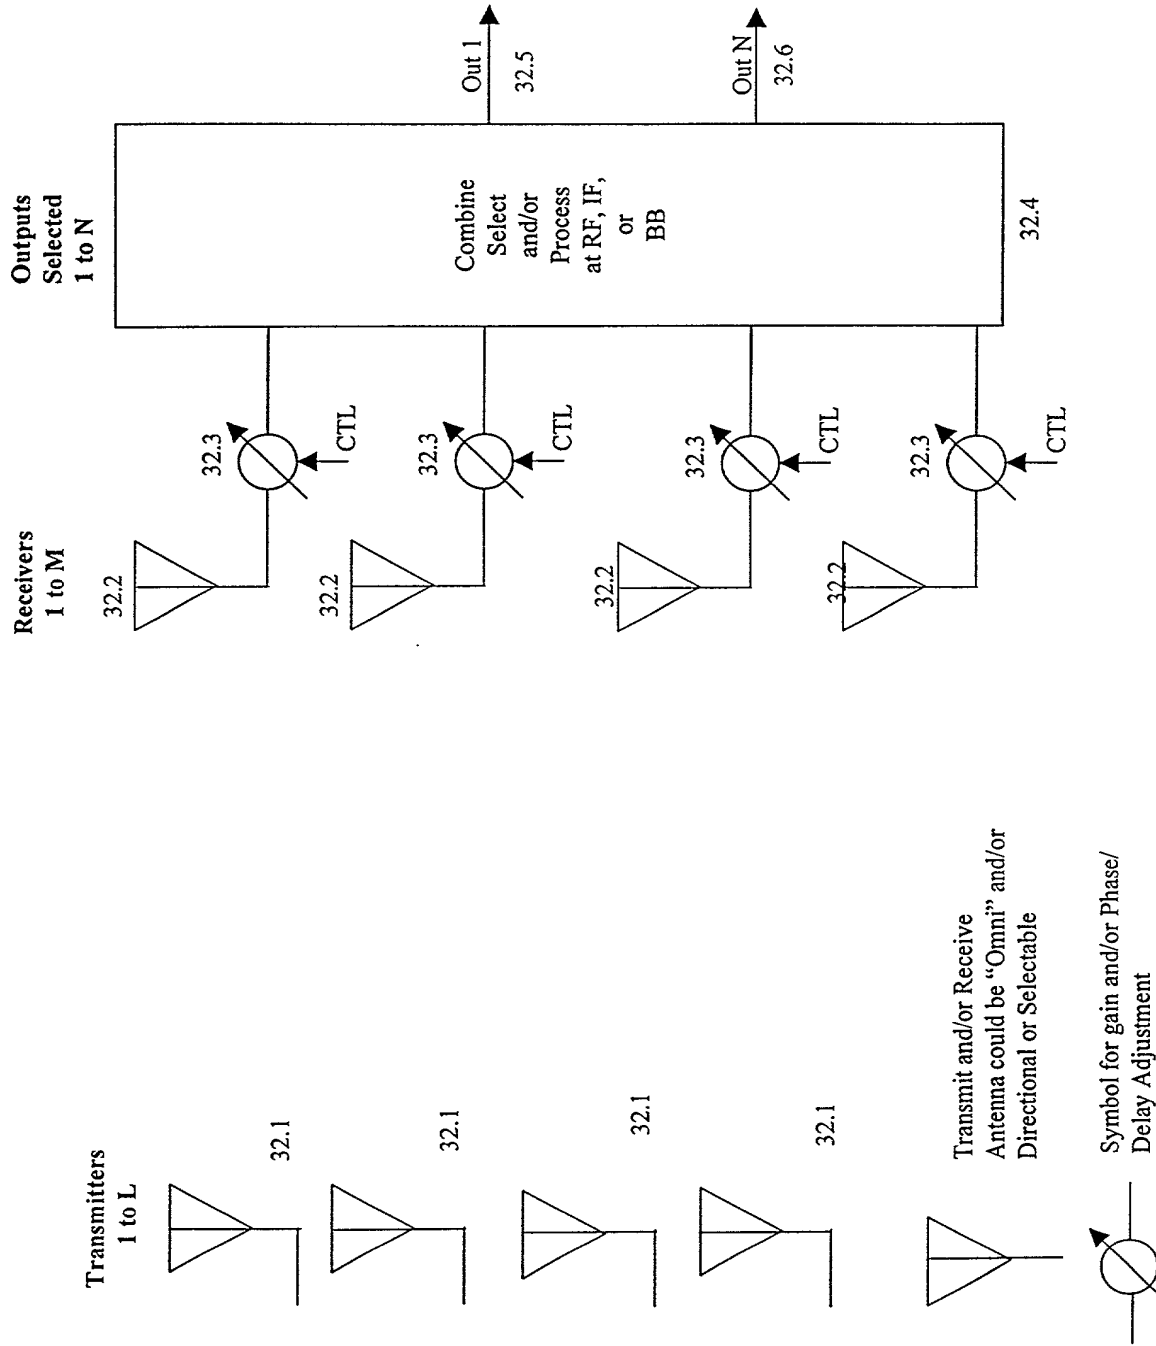 Transmitters
1 to L
32.1
32.1
32.1
32.1
Receivers
1 to M
32.2
32.2
32.2
32.2
32.3
CTL
32.3
CTL
32.3
CTL
32.3
CTL
Outputs
Selected
1 to N
Combine
Select
and/or
Process
at RF, IF,
or
BB
32.4
Out 1
32.5
Out N
32.6
Transmit and/or Receive
Antenna could be “Omni” and/or
Directional or Selectable
Symbol for gain and/or Phase/
Delay Adjustment